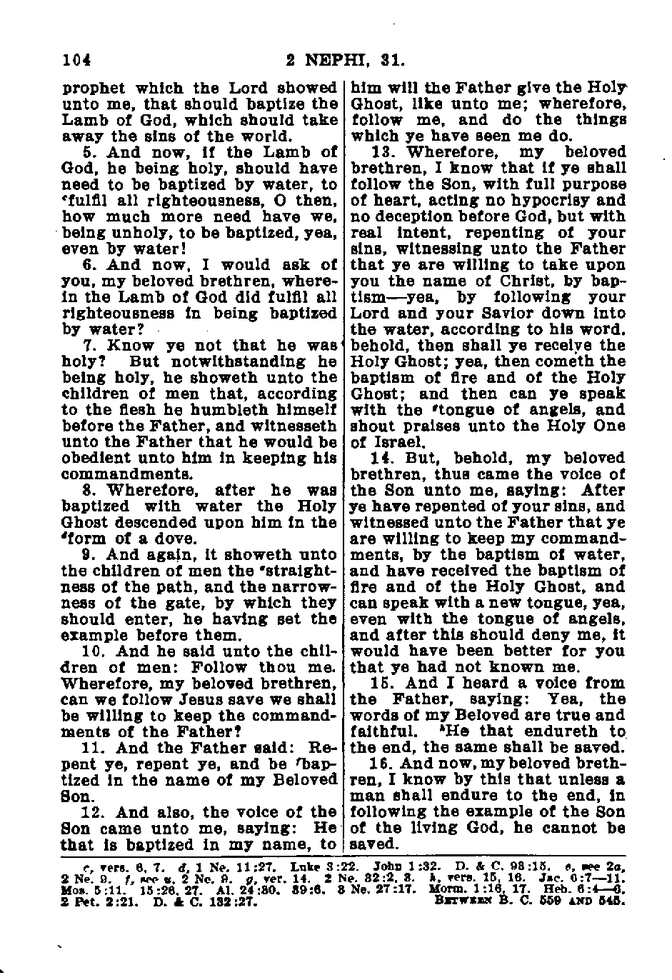 104 2 NEPHI, 31.
prophet which the Lord showed
unto me, that should baptize the
Lamb of God, which should take
away the sins of the world.
5. And now, if the Lamb of
God, he being holy, should have
need to be baptized by water, to
cfulfil all righteousness, O then,
how much more need have we,
being unholy, to be baptized, yea,
even by water!
6. And now, I would ask of
you, my beloved brethren, where-
in the Lamb of God did fulfil all
righteousness in being baptized
by water?
7. Know ye not that he was
holy? But notwithstanding he
being holy, he showeth unto the
children of men that, according
to the flesh he humbleth himself
before the Father, and witnesseth
unto the Father that he would be
obedient unto him in keeping his
commandments.
8. Wherefore, after he was
baptized with water the Holy
Ghost descended upon him in the
dform of a dove.
9. And again, it showeth unto
the children of men the estraight-
ness of the path, and the narrow-
ness of the gate, by which they
should enter, he having set the
example before them.
10. And he said unto the chil-
dren of men: Follow thou me.
Wherefore, my beloved brethren,
can we follow Jesus save we shall
be willing to keep the command-
ments of the Father?
11. And the Father said: Re-
pent ye, repent ye, and be fbap-
tized in the name of my Beloved
Son.
12. And also, the voice of the
Son came unto me, saying: He
that is baptized in my name, to
him will the Father give the Holy
Ghost, like unto me; wherefore,
follow me, and do the things
which ye have seen me do.
13. Wherefore, my beloved
brethren, I know that if ye shall
follow the Son, with full purpose
of heart, acting no hypocrisy and
no deception before God, but with
real intent, repenting of your
sins, witnessing unto the Father
that ye are willing to take upon
you the name of Christ, by bap-
tism—yea, by following your
Lord and your Savior down into
the water, according to his word,
behold, then shall ye receive the
Holy Ghost; yea, then cometh the
baptism of fire and of the Holy
Ghost; and then can ye speak
with the gtongue of angels, and
shout praises unto the Holy One
of Israel.
14. But, behold, my beloved
brethren, thus came the voice of
the Son unto me, saying: After
ye have repented of your sins, and
witnessed unto the Father that ye
are willing to keep my command-
ments, by the baptism of water,
and have received the baptism of
fire and of the Holy Ghost, and
can speak with a new tongue, yea,
even with the tongue of angels,
and after this should deny me, it
would have been better for you
that ye had not known me.
15. And I heard a voice from
the Father, saying: Yea, the
words of my Beloved are true and
faithful. hHe that endureth to
the end, the same shall be saved.
16. And now, my beloved breth-
ren, I know by this that unless a
man shall endure to the end, in
following the example of the Son
of the living God, he cannot be
saved.
c, vers. 6, 7. d, 1 Ne. 11:27. Luke 3:22. John 1:32. D. & C. 93:15. e, see 2a,
2 Ne. 9. f, see u, 2 Ne. 9. g, ver. 14. 2 Ne. 32:2, 3. h, vers. 15, 16. Jac. 6:7—11.
Mos. 5:11. 15:26, 27. Al. 24:30. 39:6. 3 Ne. 27:17. Morm. 1:16, 17. Heb. 6:4—6.
2 Pet. 2:21. D. & C. 132:27. BETWEEN B. C. 559 AND 545.